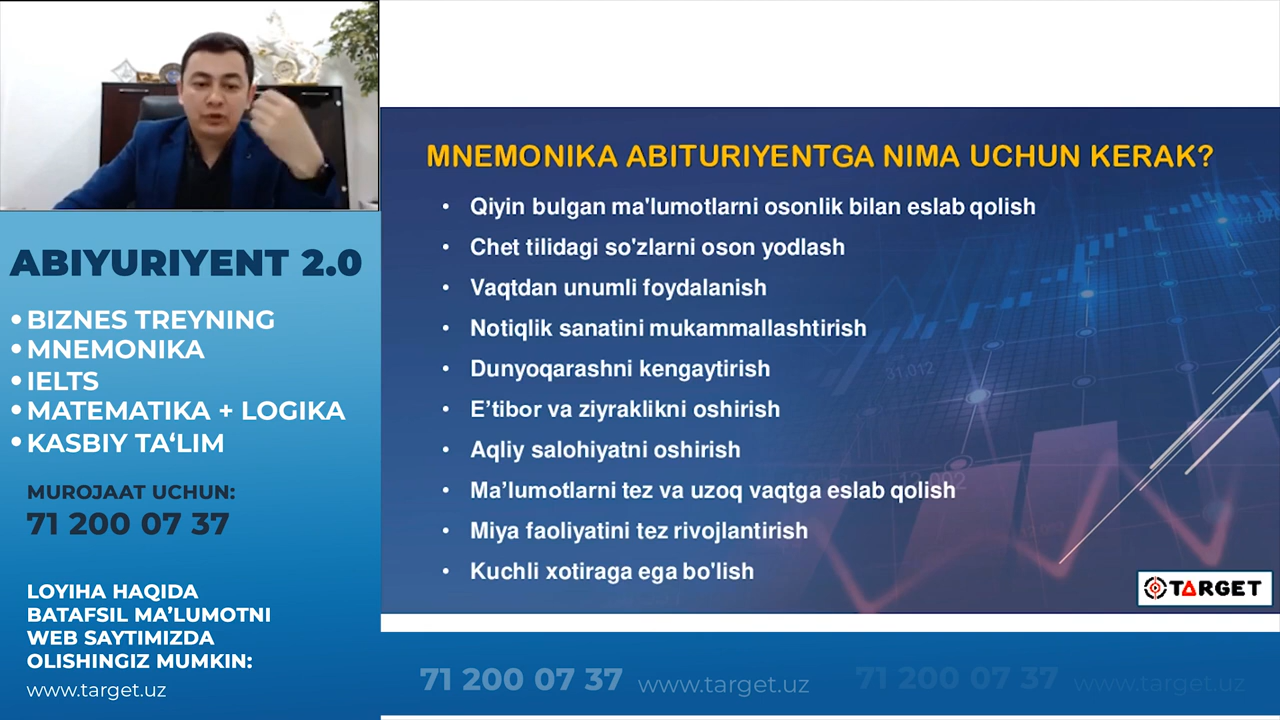 ABIYURIYENT 2.0
• BIZNES TREYNING
• MNEMONIKA
• IELTS
• MATEMATIKA + LOGIKA
• KASBIY TA‘LIM
MUROJAAT UCHUN:
71 200 07 37
LOYIHA HAQIDA
BATAFSIL MA’LUMOTNI
WEB SAYTIMIZDA
OLISHINGIZ MUMKIN:
www.target.uz
MNEMONIKA ABITURIYENTGA NIMA UCHUN KERAK?
• Qiyin bulgan ma'lumotlarni osonlik bilan eslab qolish
• Chet tilidagi so'zlarni oson yodlash
• Vaqtdan unumli foydalanish
• Notiqlik sanatini mukammallashtirish
• Dunyoqarashni kengaytirish
• E’tibor va ziyraklikni oshirish
• Aqliy salohiyatni oshirish
• Ma’lumotlarni tez va uzoq vaqtga eslab qolish
• Miya faoliyatini tez rivojlantirish
• Kuchli xotiraga ega bo'lish
31.012
TARGET
71 200 07 37 www.target.uz 71 200 07 37 www.target.uz